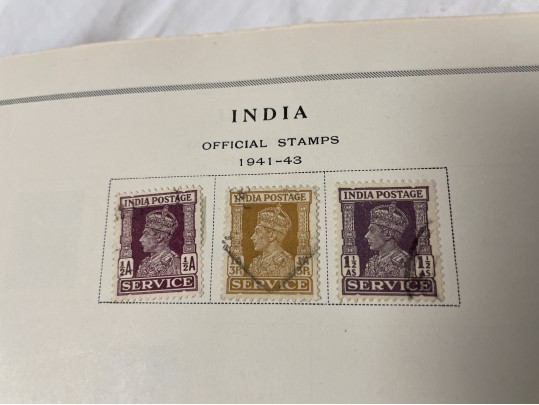 INDIA
OFFICIAL STAMPS
1941-43
INDIA POSTAGE
½A ½A
SERVICE
INDIA POSTAGE
3P 3P
SERVICE
INDIA POSTAGE
1½ AS 1½ AS
SERVICE